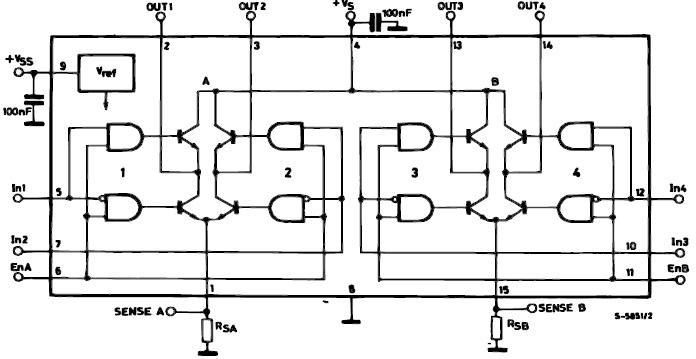 OUT1
OUT2
+VS
100nF
OUT3
OUT4
2
3
4
13
14
+VSS
9
Vref
A
B
100nF
1
2
3
4
In1
5
12
In4
In2
7
10
In3
EnA
6
11
EnB
1
8
15
SENSE A
RSA
SENSE B
RSB
S-5851/2